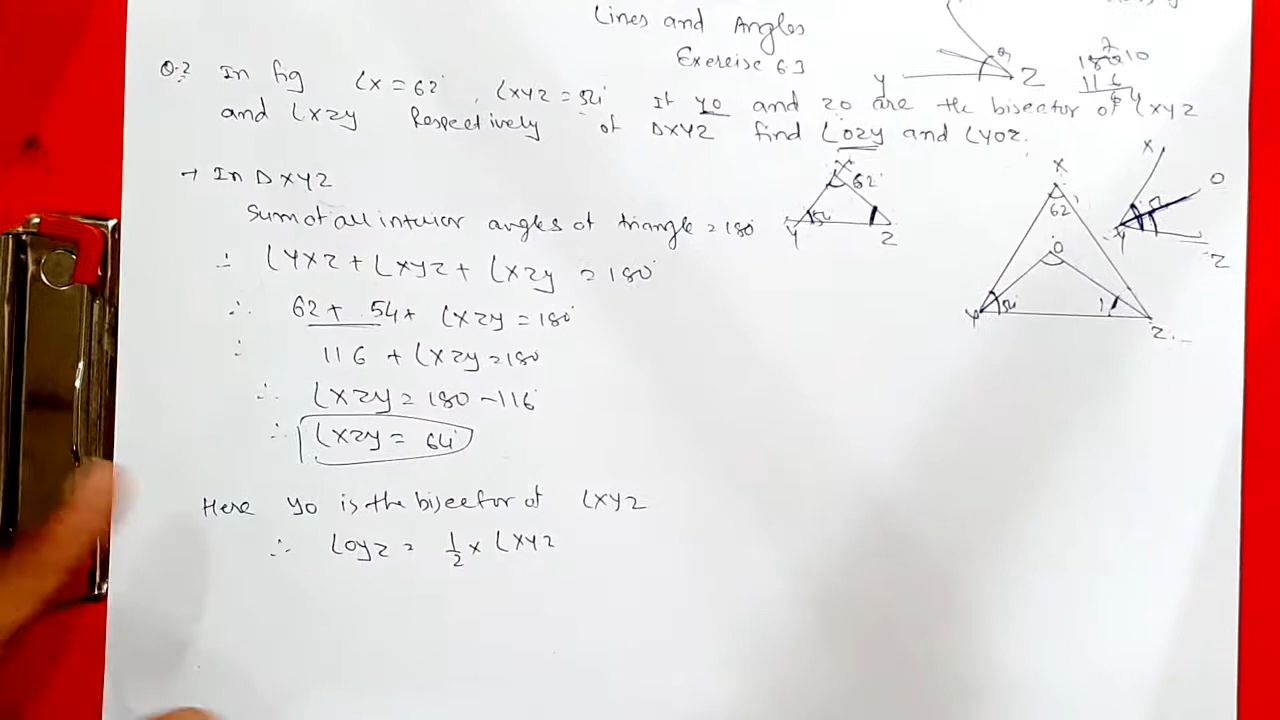 Lines and Angles
Exercise 6.3
Q.2 In fig ∠X = 62° , ∠XYZ = 54° If YO and ZO are the bisector of ∠XYZ
and ∠XZY Respectively of ΔXYZ find ∠OZY and ∠YOZ.
→ In ΔXYZ
Sum of all interior angles of triangle = 180°
∴ ∠YXZ + ∠XYZ + ∠XZY = 180°
∴ 62 + 54 + ∠XZY = 180°
∴ 116 + ∠XZY = 180
∴ ∠XZY = 180 - 116
∴ ∠XZY = 64°
Here YO is the bisector of ∠XYZ
∴ ∠OYZ = 1/2 × ∠XYZ
Y O Z
116
X 62°
Y 54 Z
X
62
O
Y 54° Z
X O
Y Z